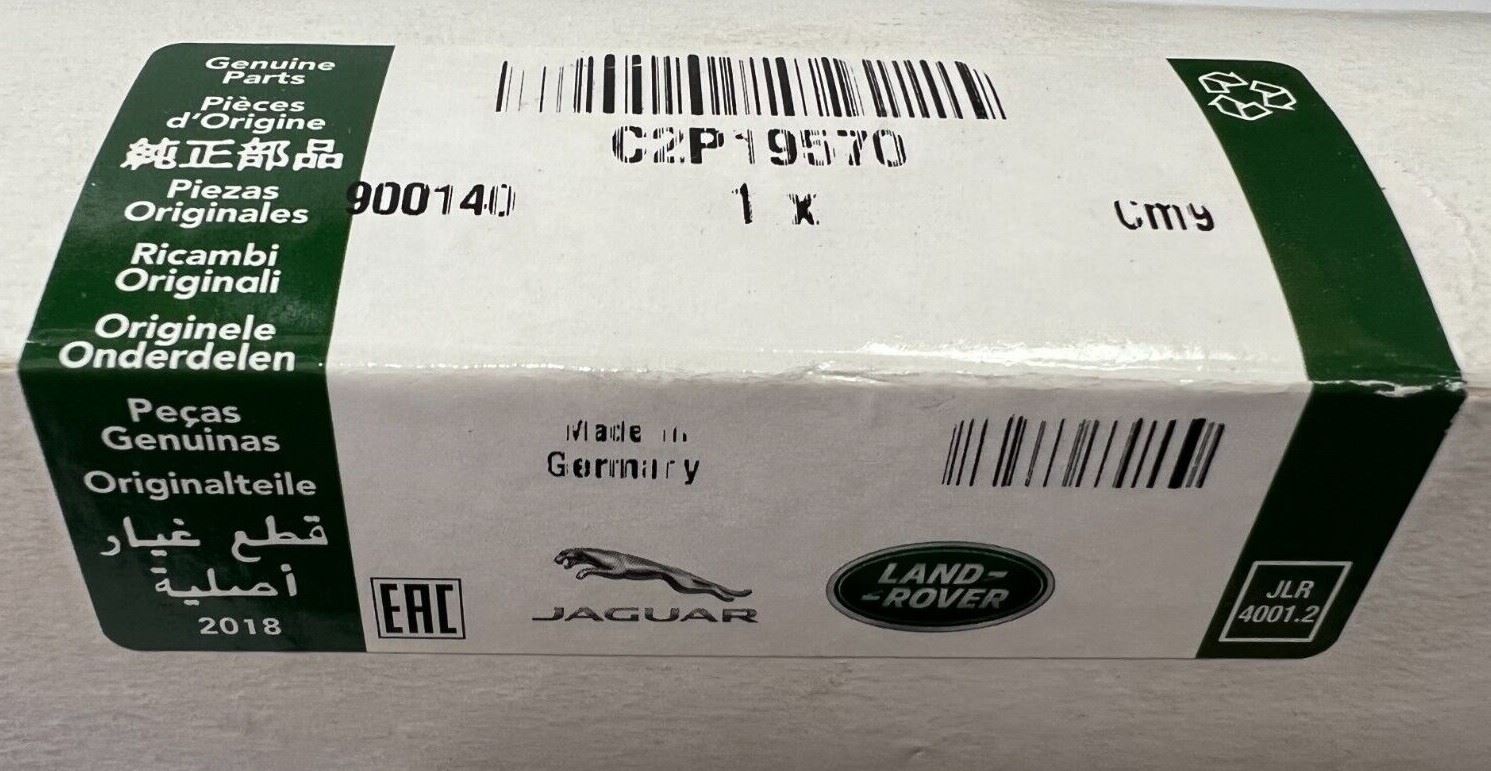 Genuine
Parts
Pièces
d'Origine
純正部品
Piezas
Originales
Ricambi
Originali
Originele
Onderdelen
Peças
Genuinas
Originalteile
قطع غيار
أصلية
2018
C2P19570
900140
1 x
Made in
Germany
EAC
JAGUAR
LAND-
-ROVER
JLR
4001.2